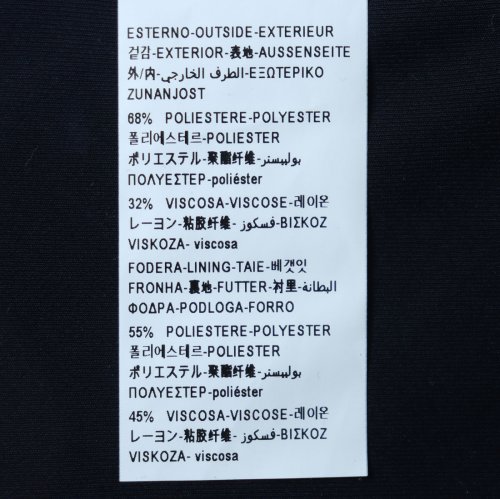 ESTERNO-OUTSIDE-EXTERIEUR
겉감-EXTERIOR-裏地-AUSSENSEITE
外/内-الطرف الخارجي-ΕΞΩΤΕΡΙΚΟ
ZUNANJOST
68% POLIESTERE-POLYESTER
폴리에스테르-POLIESTER
ポリエステル-聚酯纤维-بوليستر
ΠΟΛΥΕΣΤΕΡ-poliéster
32% VISCOSA-VISCOSE-레이온
レーヨン-粘胶纤维-فسكوز-ΒΙΣΚΟΖ
VISKOZA- viscosa
FODERA-LINING-TAIE-베갯잇
FRONHA-裏地-FUTTER-衬里-البطانة
ΦΟΔΡΑ-PODLOGA-FORRO
55% POLIESTERE-POLYESTER
폴리에스테르-POLIESTER
ポリエステル-聚酯纤维-بوليستر
ΠΟΛΥΕΣΤΕΡ-poliéster
45% VISCOSA-VISCOSE-레이온
レーヨン-粘胶纤维-فسكوز-ΒΙΣΚΟΖ
VISKOZA- viscosa